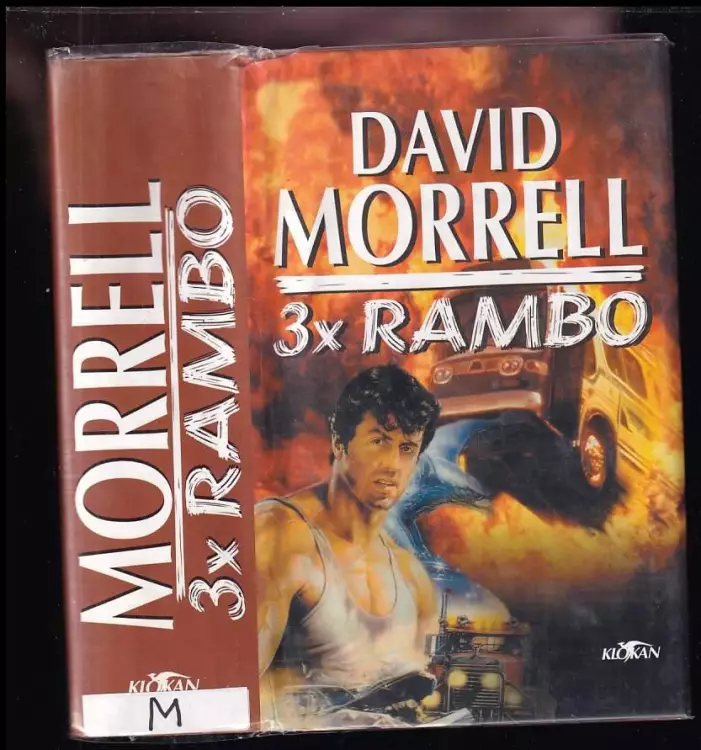 MORRELL
3x RAMBO
KLOKAN
M
DAVID
MORRELL
3x RAMBO
KLOKAN